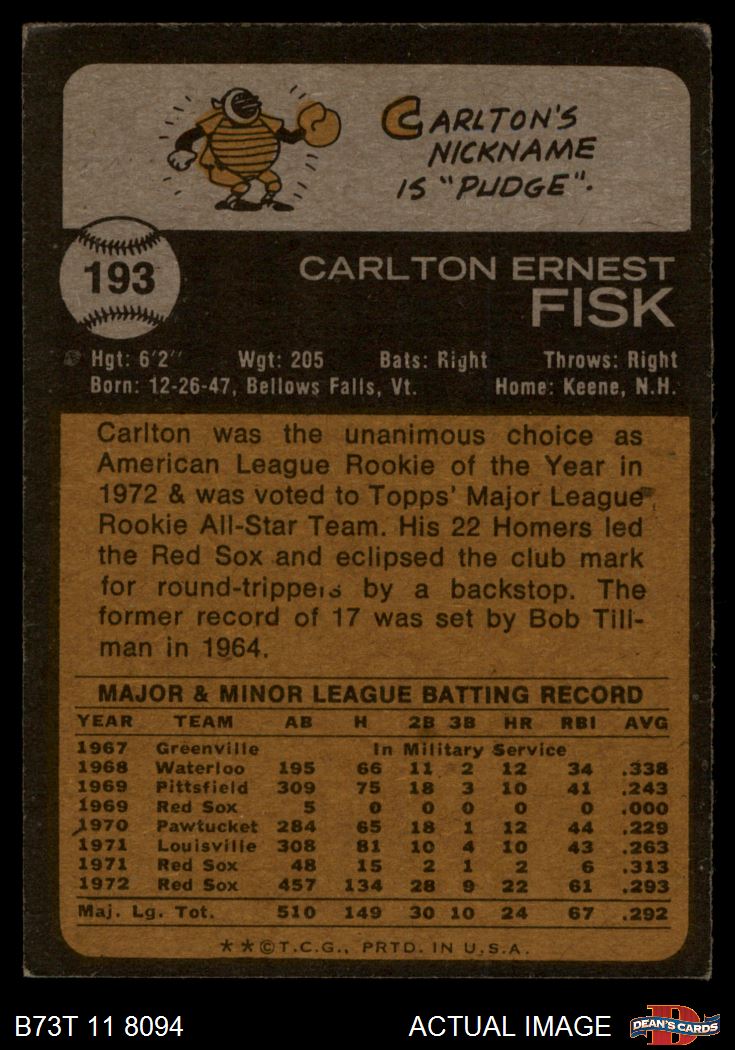 CARLTON'S
NICKNAME
IS "PUDGE".
193
CARLTON ERNEST
FISK
Hgt: 6'2" Wgt: 205 Bats: Right Throws: Right
Born: 12-26-47, Bellows Falls, Vt. Home: Keene, N.H.
Carlton was the unanimous choice as
American League Rookie of the Year in
1972 & was voted to Topps' Major League
Rookie All-Star Team. His 22 Homers led
the Red Sox and eclipsed the club mark
for round-trippers by a backstop. The
former record of 17 was set by Bob Till-
man in 1964.
MAJOR & MINOR LEAGUE BATTING RECORD
YEAR TEAM AB H 2B 3B HR RBI AVG
1967 Greenville In Military Service
1968 Waterloo 195 66 11 2 12 34 .338
1969 Pittsfield 309 75 18 3 10 41 .243
1969 Red Sox 5 0 0 0 0 0 .000
1970 Pawtucket 284 65 18 1 12 44 .229
1971 Louisville 308 81 10 4 10 43 .263
1971 Red Sox 48 15 2 1 2 6 .313
1972 Red Sox 457 134 28 9 22 61 .293
Maj. Lg. Tot. 510 149 30 10 24 67 .292
**©T.C.G., PRTD. IN U.S.A.
B73T 11 8094 ACTUAL IMAGE
DEAN'S CARDS